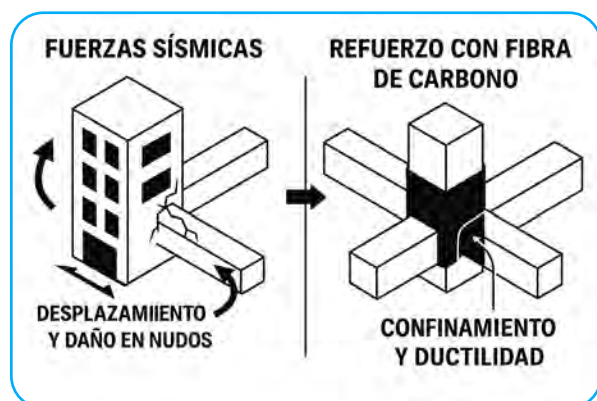 FUERZAS SÍSMICAS
DESPLAZAMIIENTO
Y DAÑO EN NUDOS
REFUERZO CON FIBRA
DE CARBONO
CONFINAMIENTO
Y DUCTILIDAD